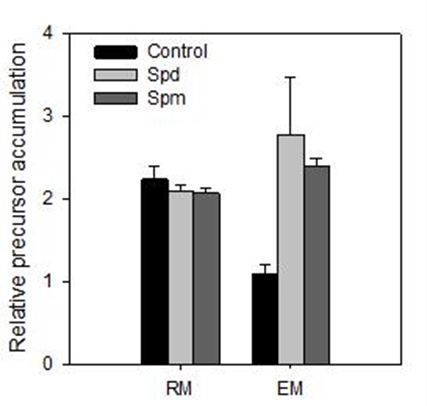 Relative precursor accumulation
4
3
2
1
0
Control
Spd
Spm
RM EM